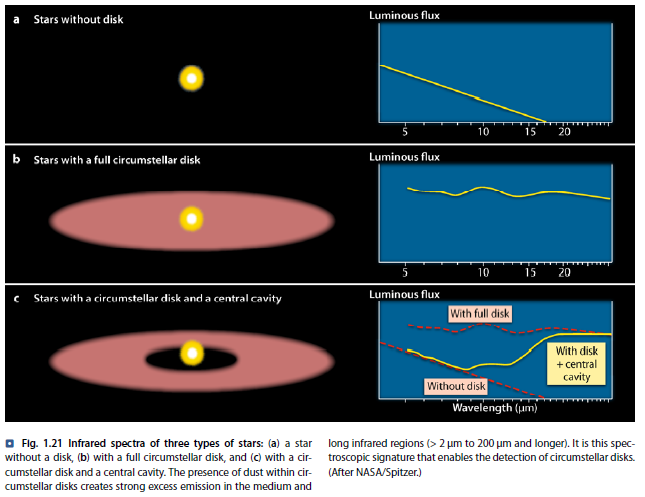 a Stars without disk
Luminous flux
5 10 15 20
b Stars with a full circumstellar disk
Luminous flux
5 10 15 20
c Stars with a circumstellar disk and a central cavity
Luminous flux
With full disk
With disk
+ central
cavity
Without disk
5 10 15 20
Wavelength (µm)
Fig. 1.21 Infrared spectra of three types of stars: (a) a star
without a disk, (b) with a full circumstellar disk, and (c) with a cir-
cumstellar disk and a central cavity. The presence of dust within cir-
cumstellar disks creates strong excess emission in the medium and
long infrared regions (> 2 µm to 200 µm and longer). It is this spec-
troscopic signature that enables the detection of circumstellar disks.
(After NASA/Spitzer.)